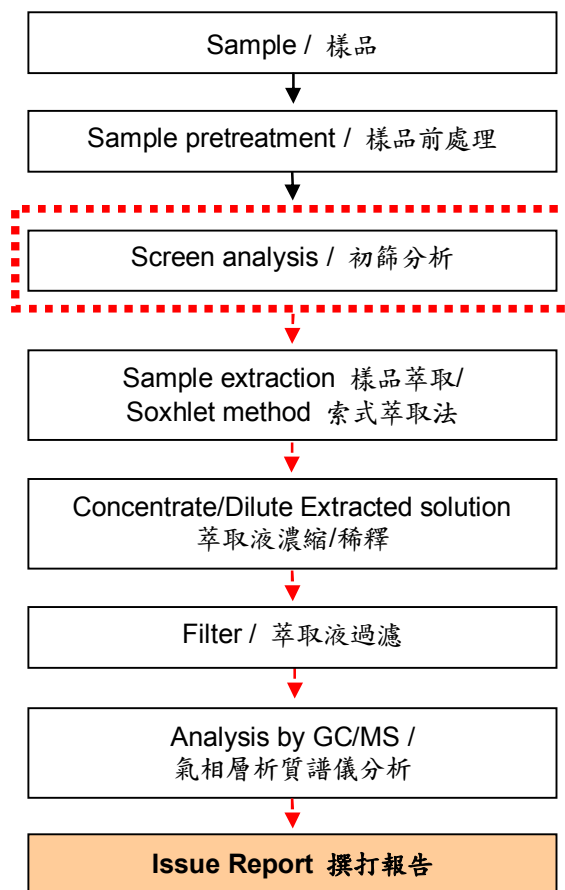 Sample / 樣品
Sample pretreatment / 樣品前處理
Screen analysis / 初篩分析
Sample extraction 樣品萃取/
Soxhlet method 索式萃取法
Concentrate/Dilute Extracted solution
萃取液濃縮/稀釋
Filter / 萃取液過濾
Analysis by GC/MS /
氣相層析質譜儀分析
Issue Report 撰打報告